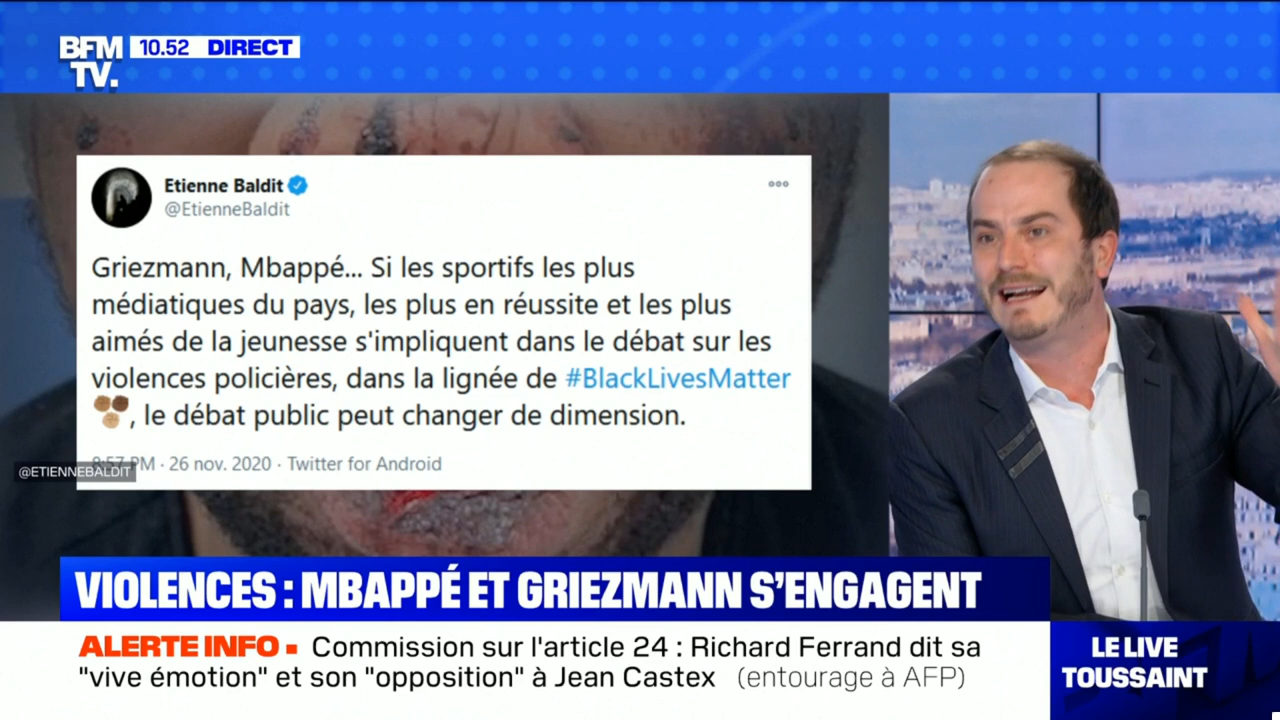 BFM
TV.
10.52 DIRECT
Etienne Baldit
@EtienneBaldit
Griezmann, Mbappé... Si les sportifs les plus
médiatiques du pays, les plus en réussite et les plus
aimés de la jeunesse s'impliquent dans le débat sur les
violences policières, dans la lignée de #BlackLivesMatter
, le débat public peut changer de dimension.
8:57 PM · 26 nov. 2020 · Twitter for Android
@ETIENNEBALDIT
VIOLENCES : MBAPPÉ ET GRIEZMANN S'ENGAGENT
ALERTE INFO Commission sur l'article 24 : Richard Ferrand dit sa
"vive émotion" et son "opposition" à Jean Castex (entourage à AFP)
LE LIVE
TOUSSAINT